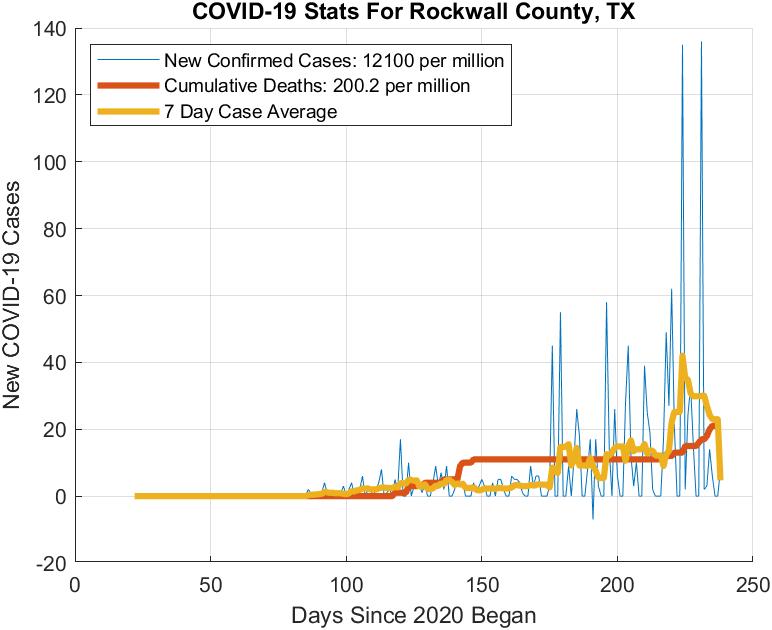 COVID-19 Stats For Rockwall County, TX
New Confirmed Cases: 12100 per million
Cumulative Deaths: 200.2 per million
7 Day Case Average
140
120
100
80
60
40
20
0
-20
New COVID-19 Cases
0 50 100 150 200 250
Days Since 2020 Began